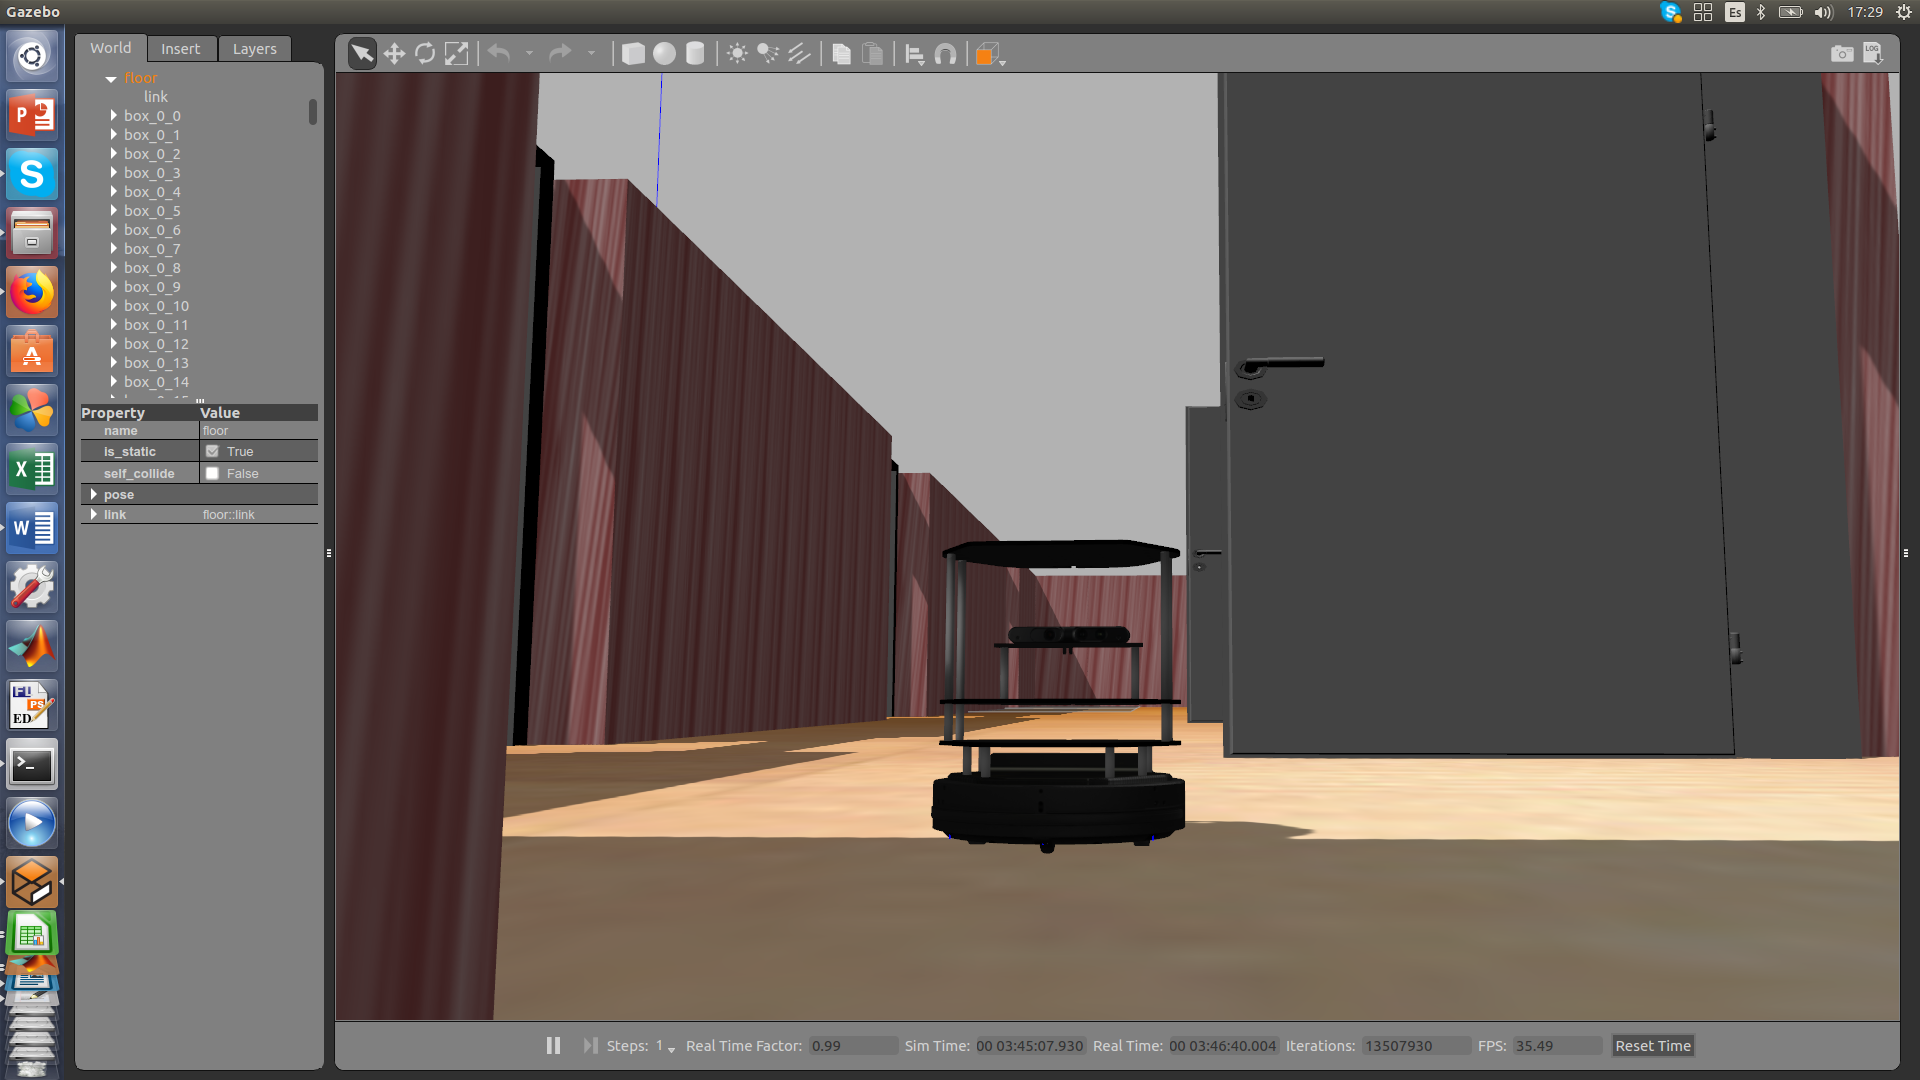 Gazebo
Es
17:29
World
Insert
Layers
LOG
floor
link
box_0_0
box_0_1
box_0_2
box_0_3
box_0_4
box_0_5
box_0_6
box_0_7
box_0_8
box_0_9
box_0_10
box_0_11
box_0_12
box_0_13
box_0_14
Property Value
name floor
is_static True
self_collide False
pose
link floor::link
Steps: 1 Real Time Factor: 0.99 Sim Time: 00 03:45:07.930 Real Time: 00 03:46:40.004 Iterations: 13507930 FPS: 35.49 Reset Time